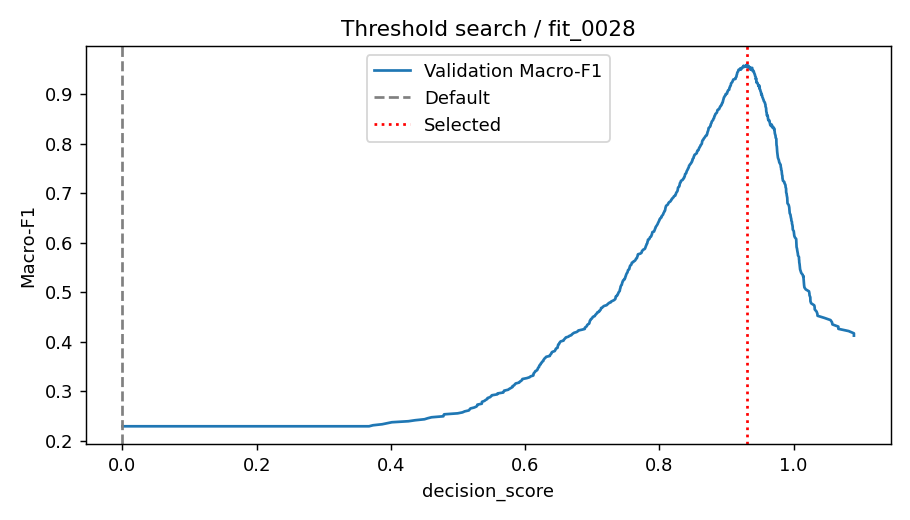 Threshold search / fit_0028
Validation Macro-F1
Default
Selected
Macro-F1
0.9
0.8
0.7
0.6
0.5
0.4
0.3
0.2
0.0 0.2 0.4 0.6 0.8 1.0
decision_score